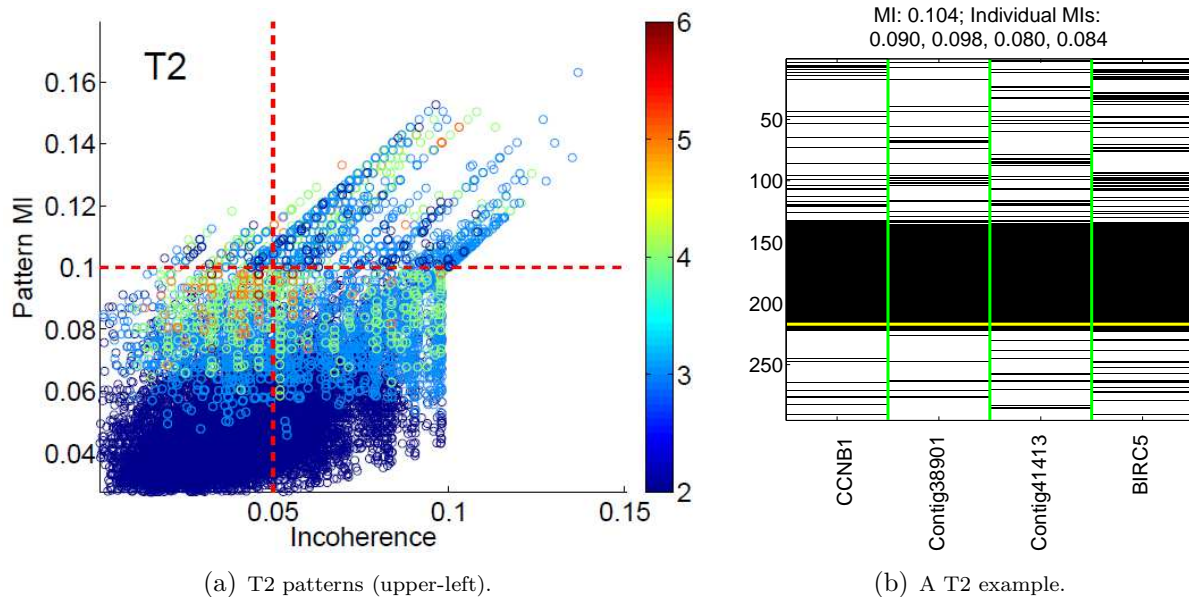 T2
Pattern MI
0.16
0.14
0.12
0.1
0.08
0.06
0.04
0.05
0.1
0.15
Incoherence
6
5
4
3
2
(a) T2 patterns (upper-left).
MI: 0.104; Individual MIs:
0.090, 0.098, 0.080, 0.084
50
100
150
200
250
CCNB1
Contig38901
Contig41413
BIRC5
(b) A T2 example.